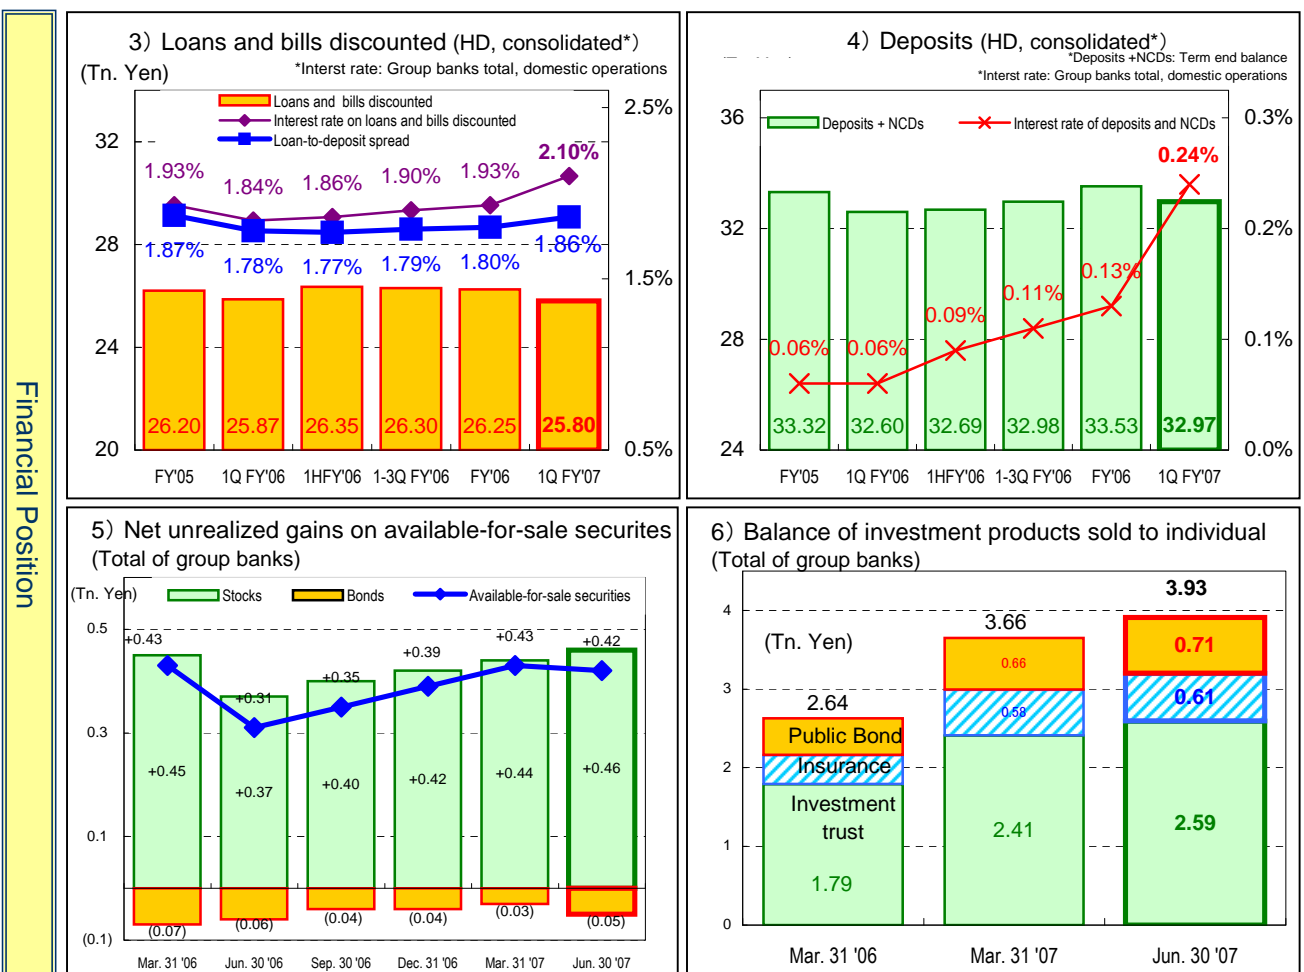 Financial Position
3）Loans and bills discounted (HD, consolidated*)
(Tn. Yen)
*Interst rate: Group banks total, domestic operations
Loans and bills discounted
Interest rate on loans and bills discounted
Loan-to-deposit spread
32
28
24
20
2.5%
1.5%
0.5%
1.93%
1.84%
1.86%
1.90%
1.93%
2.10%
1.87%
1.78%
1.77%
1.79%
1.80%
1.86%
26.20
25.87
26.35
26.30
26.25
25.80
FY'05
1Q FY'06
1HFY'06
1-3Q FY'06
FY'06
1Q FY'07
4）Deposits (HD, consolidated*)
*Deposits +NCDs: Term end balance
*Interst rate: Group banks total, domestic operations
Deposits + NCDs
Interest rate of deposits and NCDs
36
32
28
24
0.3%
0.2%
0.1%
0.0%
0.06%
0.06%
0.09%
0.11%
0.13%
0.24%
33.32
32.60
32.69
32.98
33.53
32.97
FY'05
1Q FY'06
1HFY'06
1-3Q FY'06
FY'06
1Q FY'07
5）Net unrealized gains on available-for-sale securites
(Total of group banks)
(Tn. Yen)
Stocks
Bonds
Available-for-sale securities
0.5
0.3
0.1
(0.1)
+0.43
+0.31
+0.35
+0.39
+0.43
+0.42
+0.45
+0.37
+0.40
+0.42
+0.44
+0.46
(0.07)
(0.06)
(0.04)
(0.04)
(0.03)
(0.05)
Mar. 31 '06
Jun. 30 '06
Sep. 30 '06
Dec. 31 '06
Mar. 31 '07
Jun. 30 '07
6）Balance of investment products sold to individual
(Total of group banks)
(Tn. Yen)
4
3
2
1
0
2.64
Public Bond
Insurance
Investment
trust
1.79
3.66
0.66
0.58
2.41
3.93
0.71
0.61
2.59
Mar. 31 '06
Mar. 31 '07
Jun. 30 '07